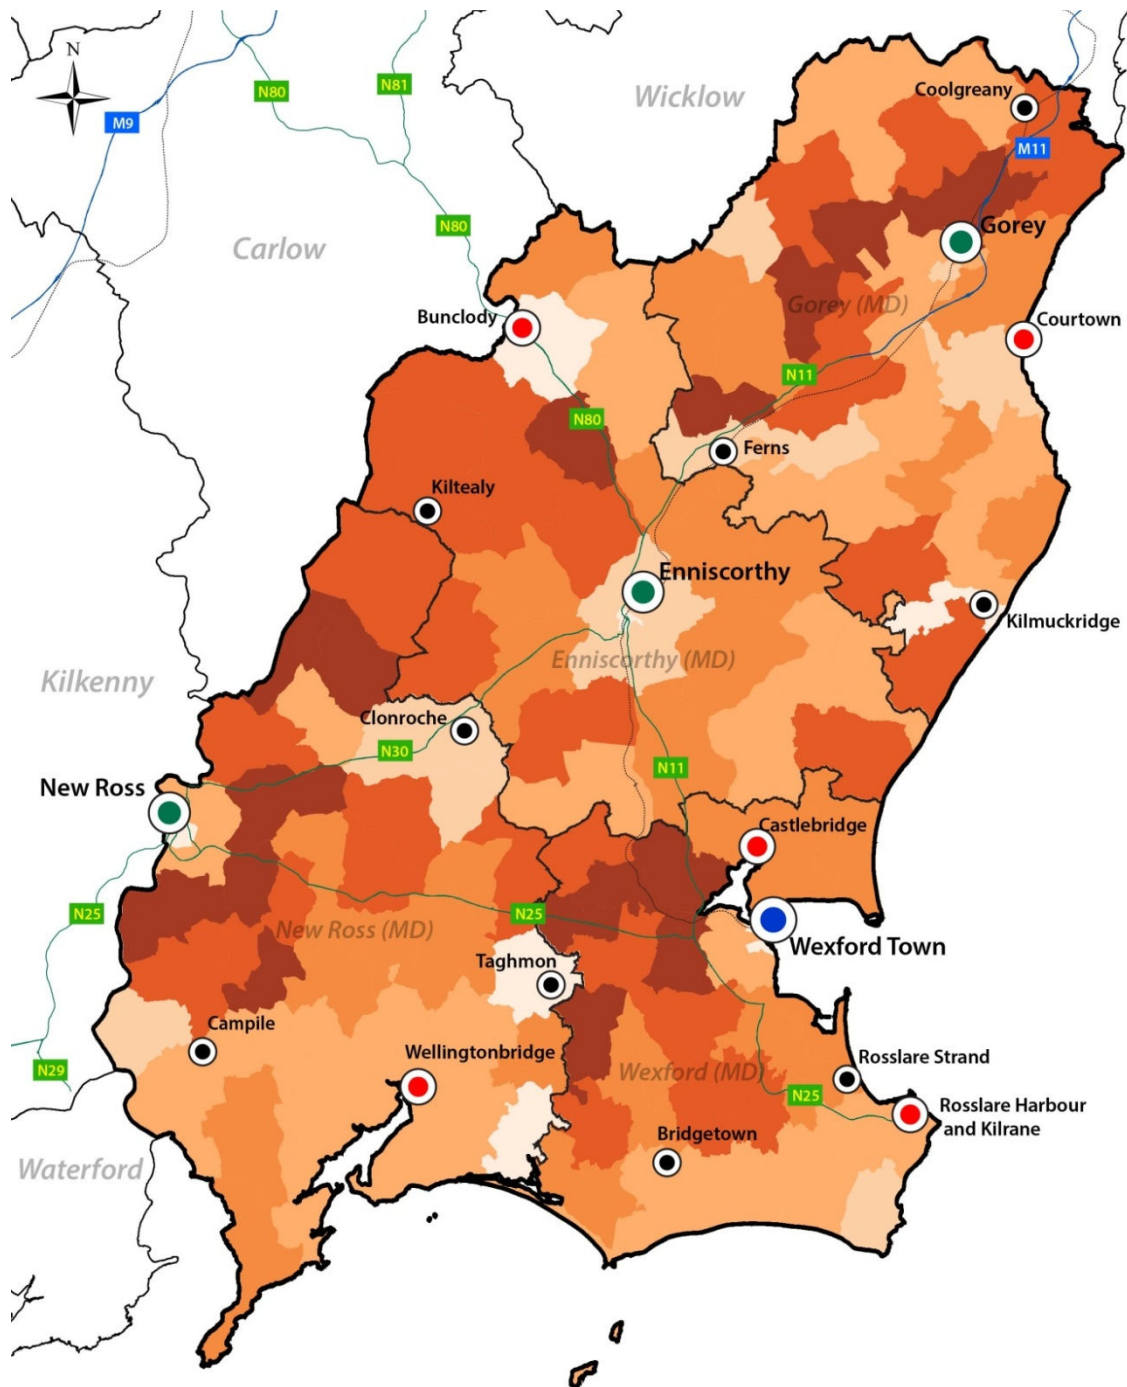 N
N80
N81
Wicklow
Coolgreany
M9
M11
N80
Gorey
Carlow
Gorey (MD)
Bunclody
Courtown
N11
N80
Ferns
Kiltealy
Enniscorthy
Kilmuckridge
Enniscorthy (MD)
Kilkenny
Clonroche
N30
N11
New Ross
Castlebridge
N25
N25
New Ross (MD)
Wexford Town
Taghmon
Campile
Wellingtonbridge
Rosslare Strand
N29
Wexford (MD)
N25
Rosslare Harbour
and Kilrane
Bridgetown
Waterford